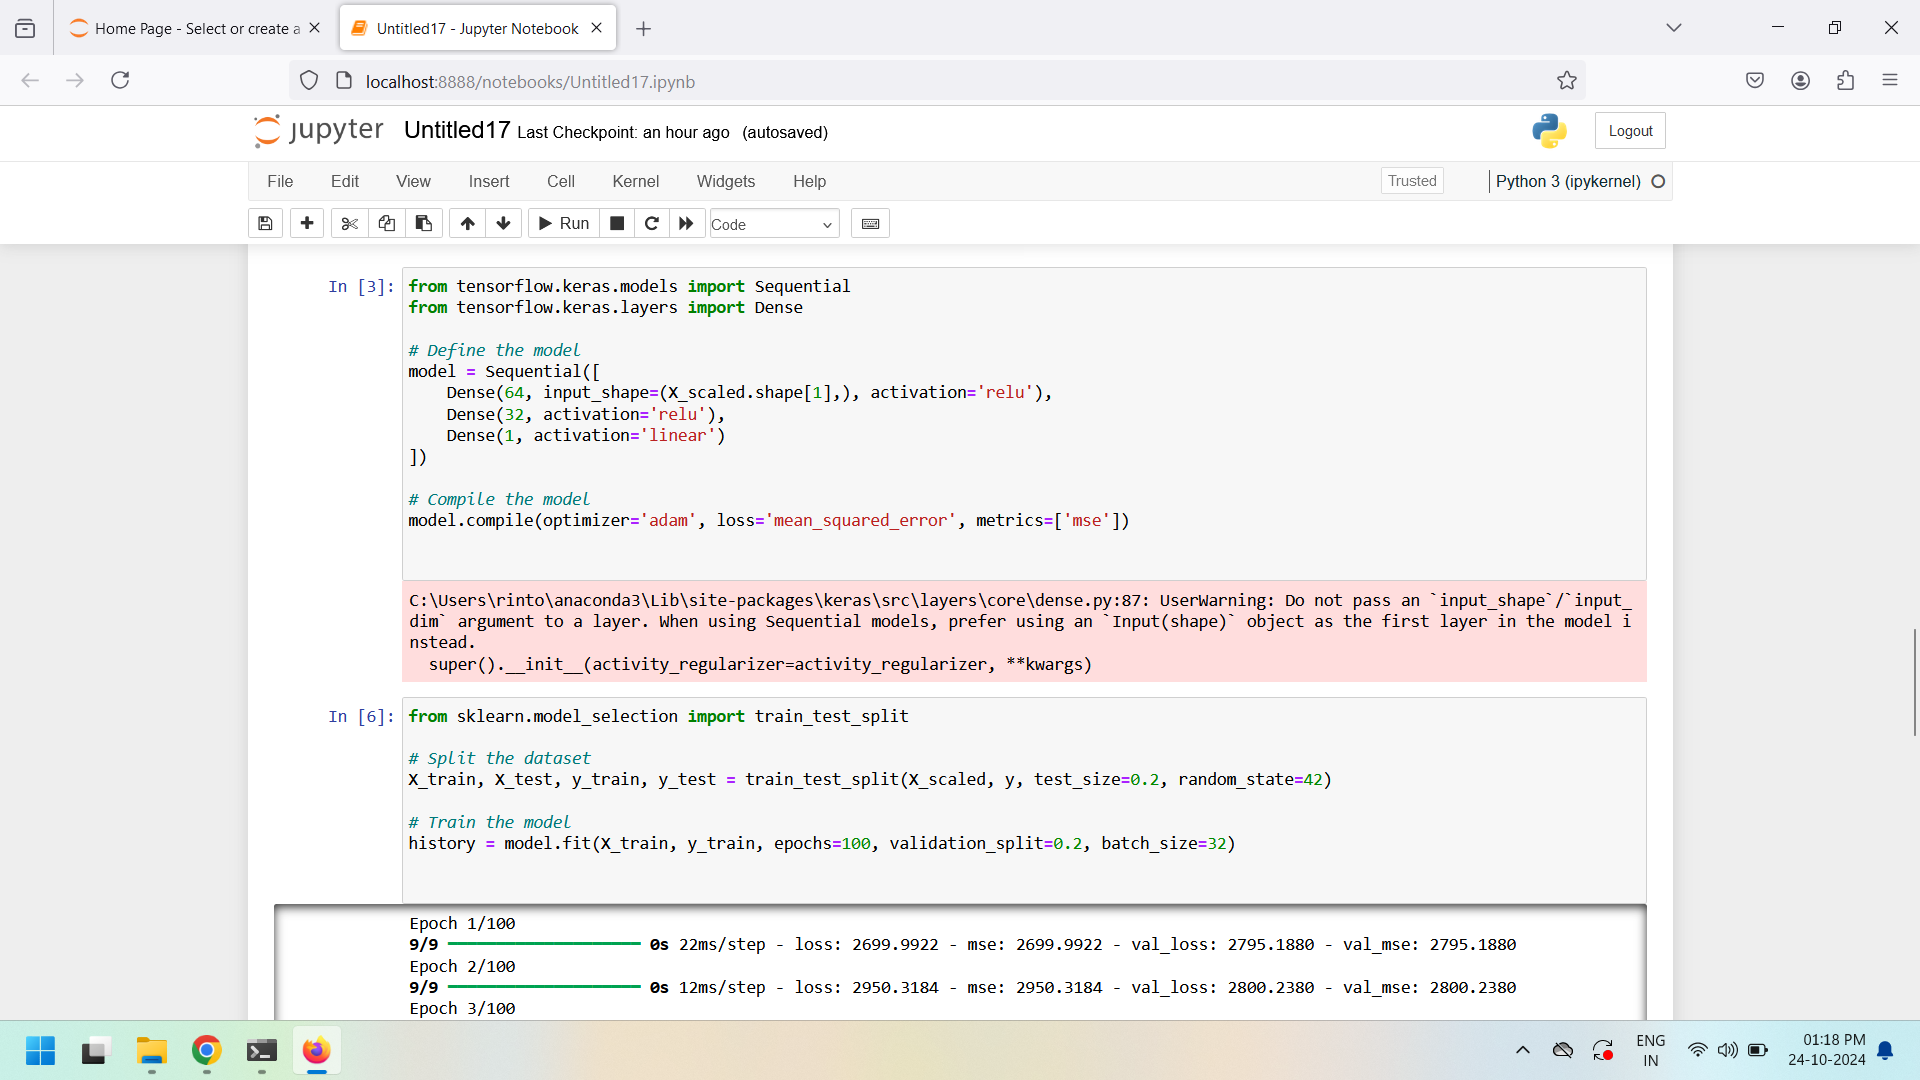 Home Page - Select or create a
Untitled17 - Jupyter Notebook
localhost:8888/notebooks/Untitled17.ipynb
jupyter Untitled17 Last Checkpoint: an hour ago (autosaved)
Logout
File Edit View Insert Cell Kernel Widgets Help
Trusted
Python 3 (ipykernel)
Run
Code
In [3]:
from tensorflow.keras.models import Sequential
from tensorflow.keras.layers import Dense
# Define the model
model = Sequential([
    Dense(64, input_shape=(X_scaled.shape[1],), activation='relu'),
    Dense(32, activation='relu'),
    Dense(1, activation='linear')
])
# Compile the model
model.compile(optimizer='adam', loss='mean_squared_error', metrics=['mse'])
C:\Users\rinto\anaconda3\Lib\site-packages\keras\src\layers\core\dense.py:87: UserWarning: Do not pass an `input_shape`/`input_
dim` argument to a layer. When using Sequential models, prefer using an `Input(shape)` object as the first layer in the model i
nstead.
  super().__init__(activity_regularizer=activity_regularizer, **kwargs)
In [6]:
from sklearn.model_selection import train_test_split
# Split the dataset
X_train, X_test, y_train, y_test = train_test_split(X_scaled, y, test_size=0.2, random_state=42)
# Train the model
history = model.fit(X_train, y_train, epochs=100, validation_split=0.2, batch_size=32)
Epoch 1/100
9/9 0s 22ms/step - loss: 2699.9922 - mse: 2699.9922 - val_loss: 2795.1880 - val_mse: 2795.1880
Epoch 2/100
9/9 0s 12ms/step - loss: 2950.3184 - mse: 2950.3184 - val_loss: 2800.2380 - val_mse: 2800.2380
Epoch 3/100
ENG
IN
01:18 PM
24-10-2024